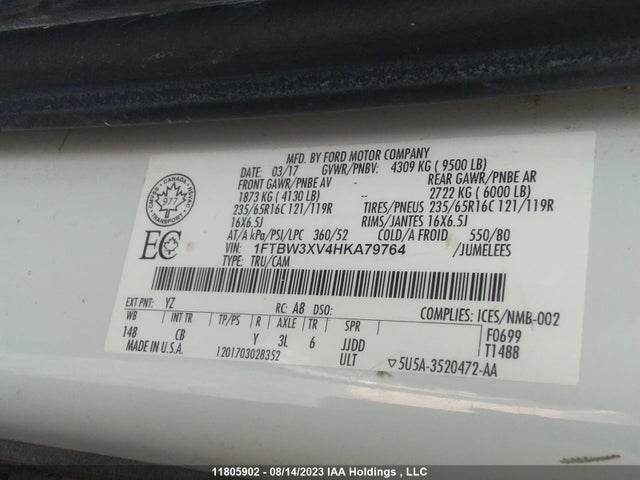 MFD. BY FORD MOTOR COMPANY
DATE: 03/17 GVWR/PNBV: 4309 KG ( 9500 LB)
FRONT GAWR/PNBE AV REAR GAWR/PNBE AR
1873 KG ( 4130 LB) -- 2722 KG ( 6000 LB)
235/65R16C 121/119R TIRES/PNEUS 235/65R16C 121/119R
16X6.5J RIMS/JANTES 16X6.5J
AT/A kPa/PSI/LPC 360/52 COLD/A FROID 550/80
VIN: 1FTBW3XV4HKA79764 /JUMELEES
TYPE: TRU/CAM
CANADA
977
TRANSPORT
EC
EXT PNT: YZ RC: A8 DSO: COMPLIES: ICES/NMB-002
WB INT TR TP/PS R AXLE TR SPR F0699
148 CB Y 3L 6 JJDD T1488
MADE IN U.S.A. 1201703028352 ULT 5U5A-3520472-AA
11805902 - 08/14/2023 IAA Holdings , LLC